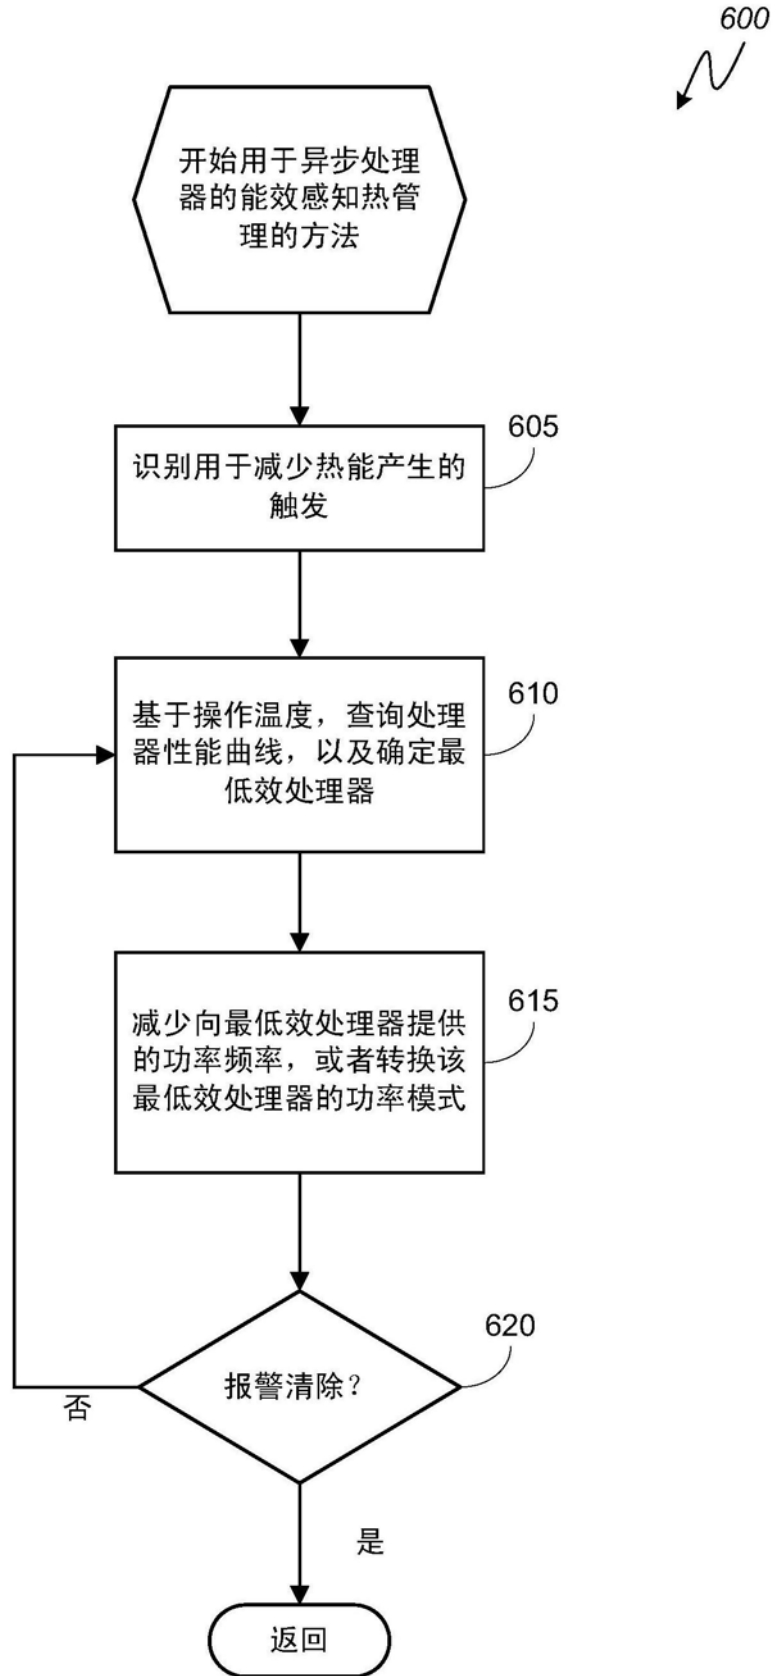 600
开始用于异步处理
器的能效感知热管
理的方法
605
识别用于减少热能产生的
触发
610
基于操作温度，查询处理
器性能曲线，以及确定最
低效处理器
615
减少向最低效处理器提供
的功率频率，或者转换该
最低效处理器的功率模式
620
报警清除？
否
是
返回